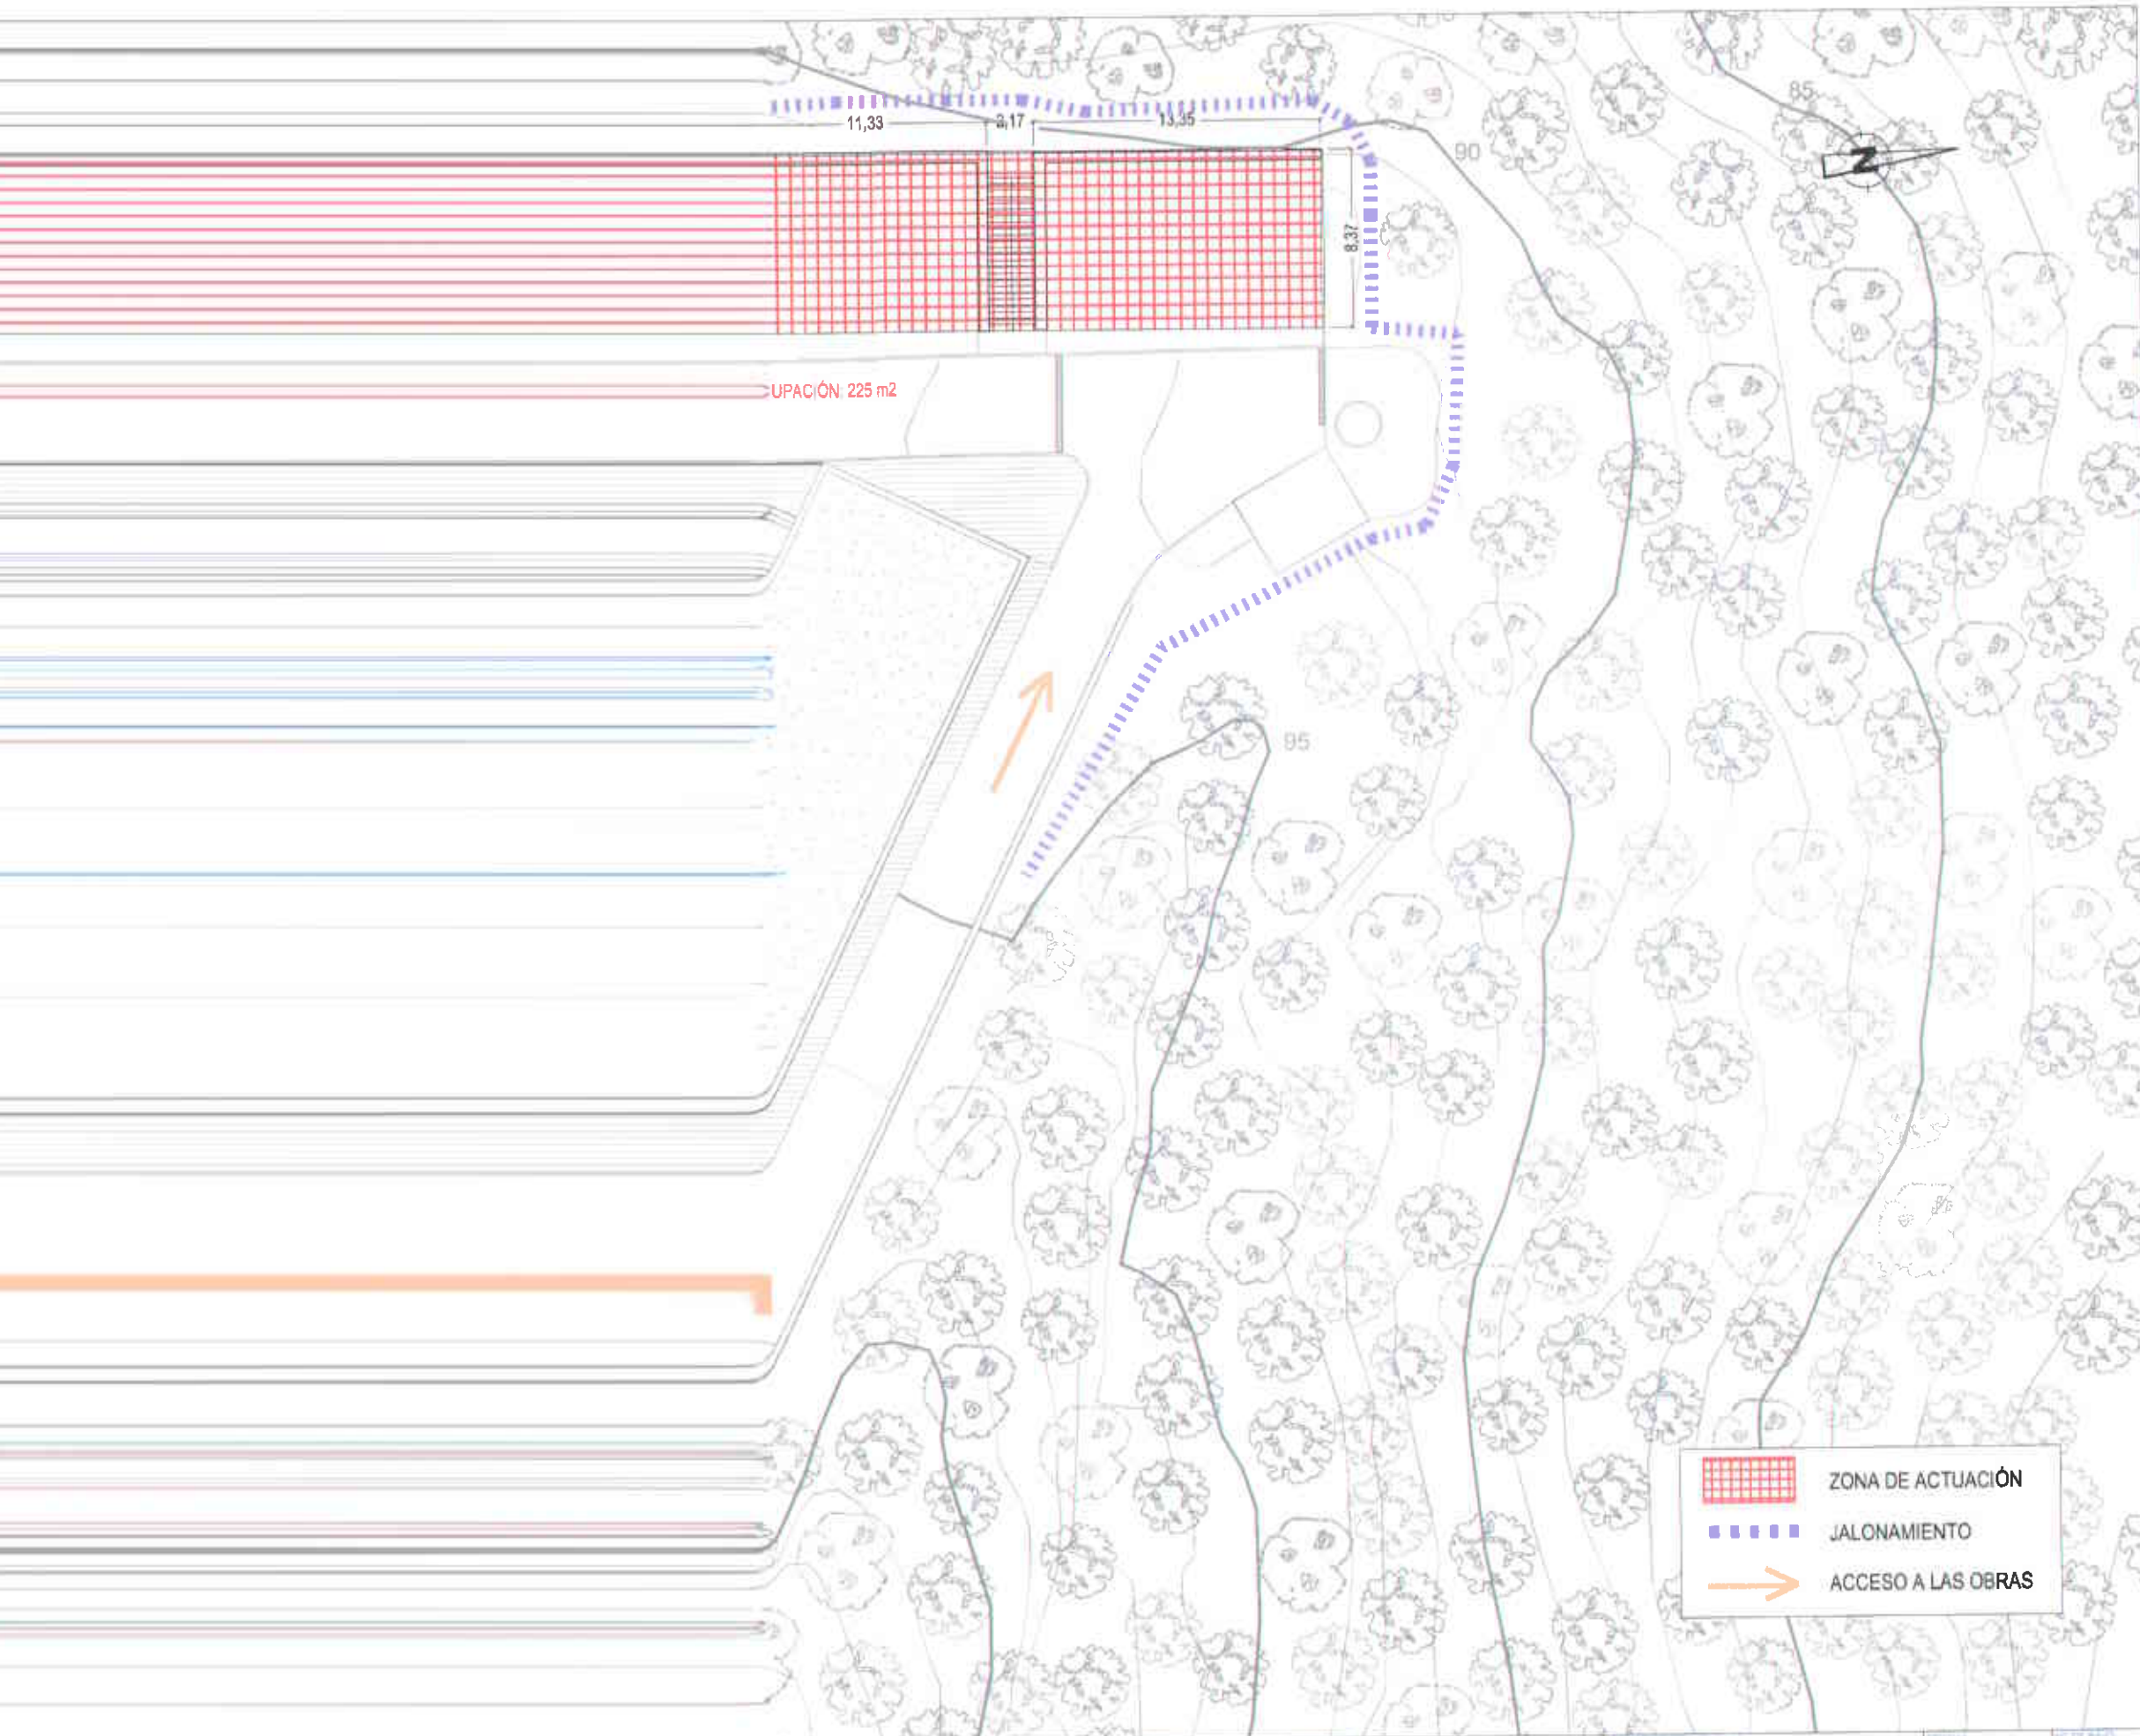 85
11,33
2,17
13,35
90
N
8,37
UPACIÓN: 225 m2
95
ZONA DE ACTUACIÓN
JALONAMIENTO
ACCESO A LAS OBRAS